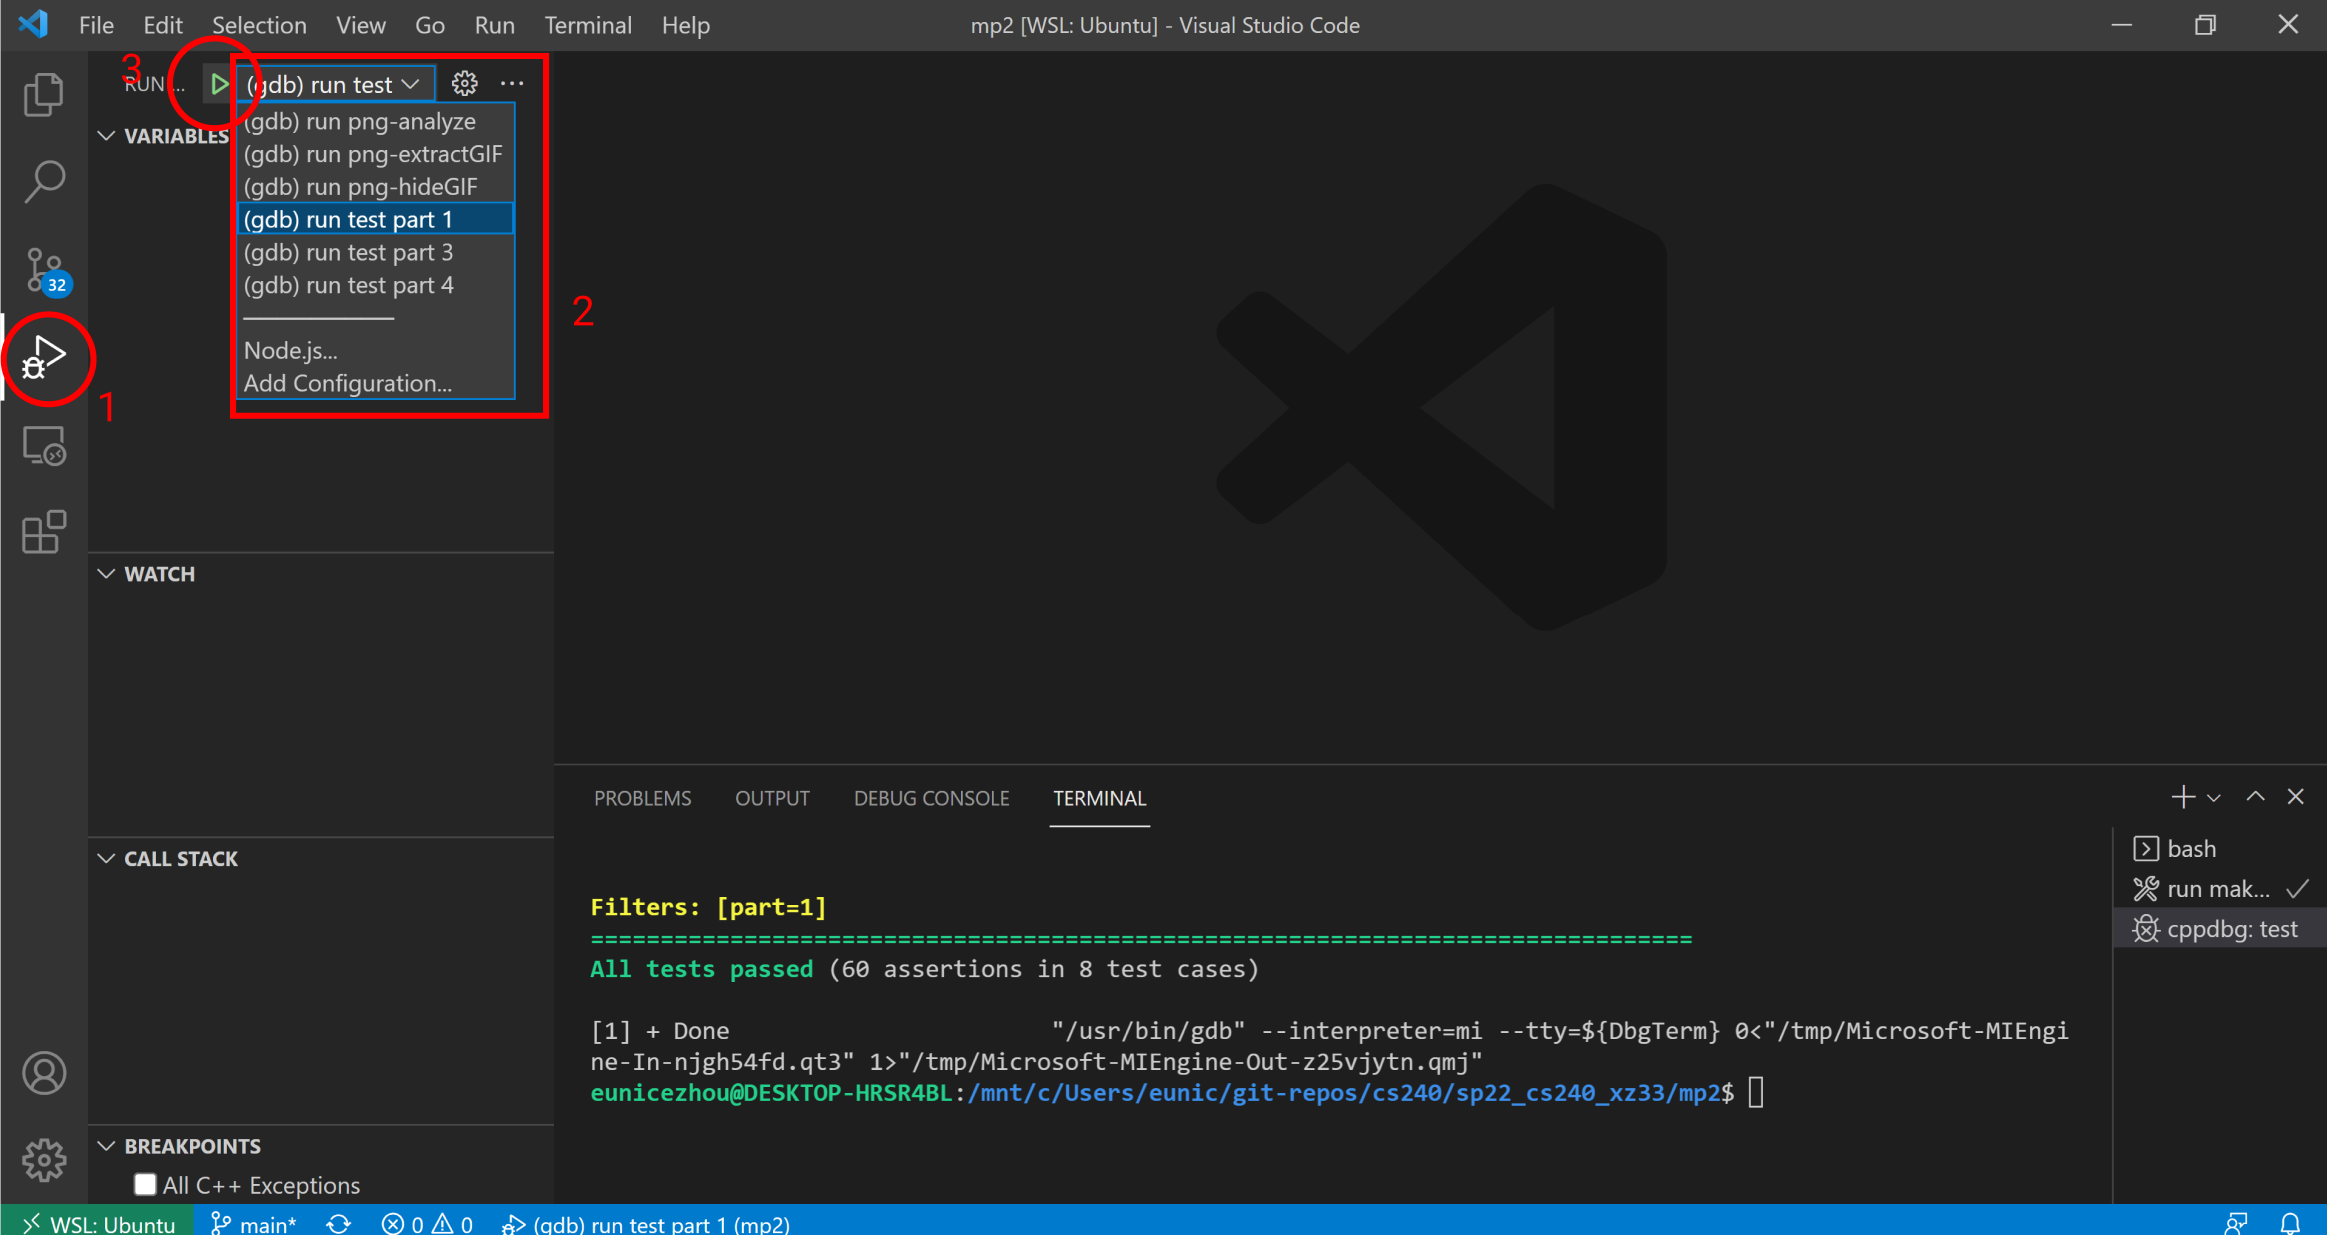 File Edit Selection View Go Run Terminal Help
mp2 [WSL: Ubuntu] - Visual Studio Code
3
RUN ...
(gdb) run test
(gdb) run png-analyze
VARIABLES
(gdb) run png-extractGIF
(gdb) run png-hideGIF
(gdb) run test part 1
(gdb) run test part 3
(gdb) run test part 4
32
2
Node.js...
Add Configuration...
1
WATCH
CALL STACK
BREAKPOINTS
All C++ Exceptions
PROBLEMS OUTPUT DEBUG CONSOLE TERMINAL
Filters: [part=1]
===============================================================================
All tests passed (60 assertions in 8 test cases)
[1] + Done "/usr/bin/gdb" --interpreter=mi --tty=${DbgTerm} 0<"/tmp/Microsoft-MIEngi
ne-In-njgh54fd.qt3" 1>"/tmp/Microsoft-MIEngine-Out-z25vjytn.qmj"
eunicezhou@DESKTOP-HRSR4BL:/mnt/c/Users/eunic/git-repos/cs240/sp22_cs240_xz33/mp2$
bash
run mak...
cppdbg: test
WSL: Ubuntu main* 0 0 (gdb) run test part 1 (mp2)